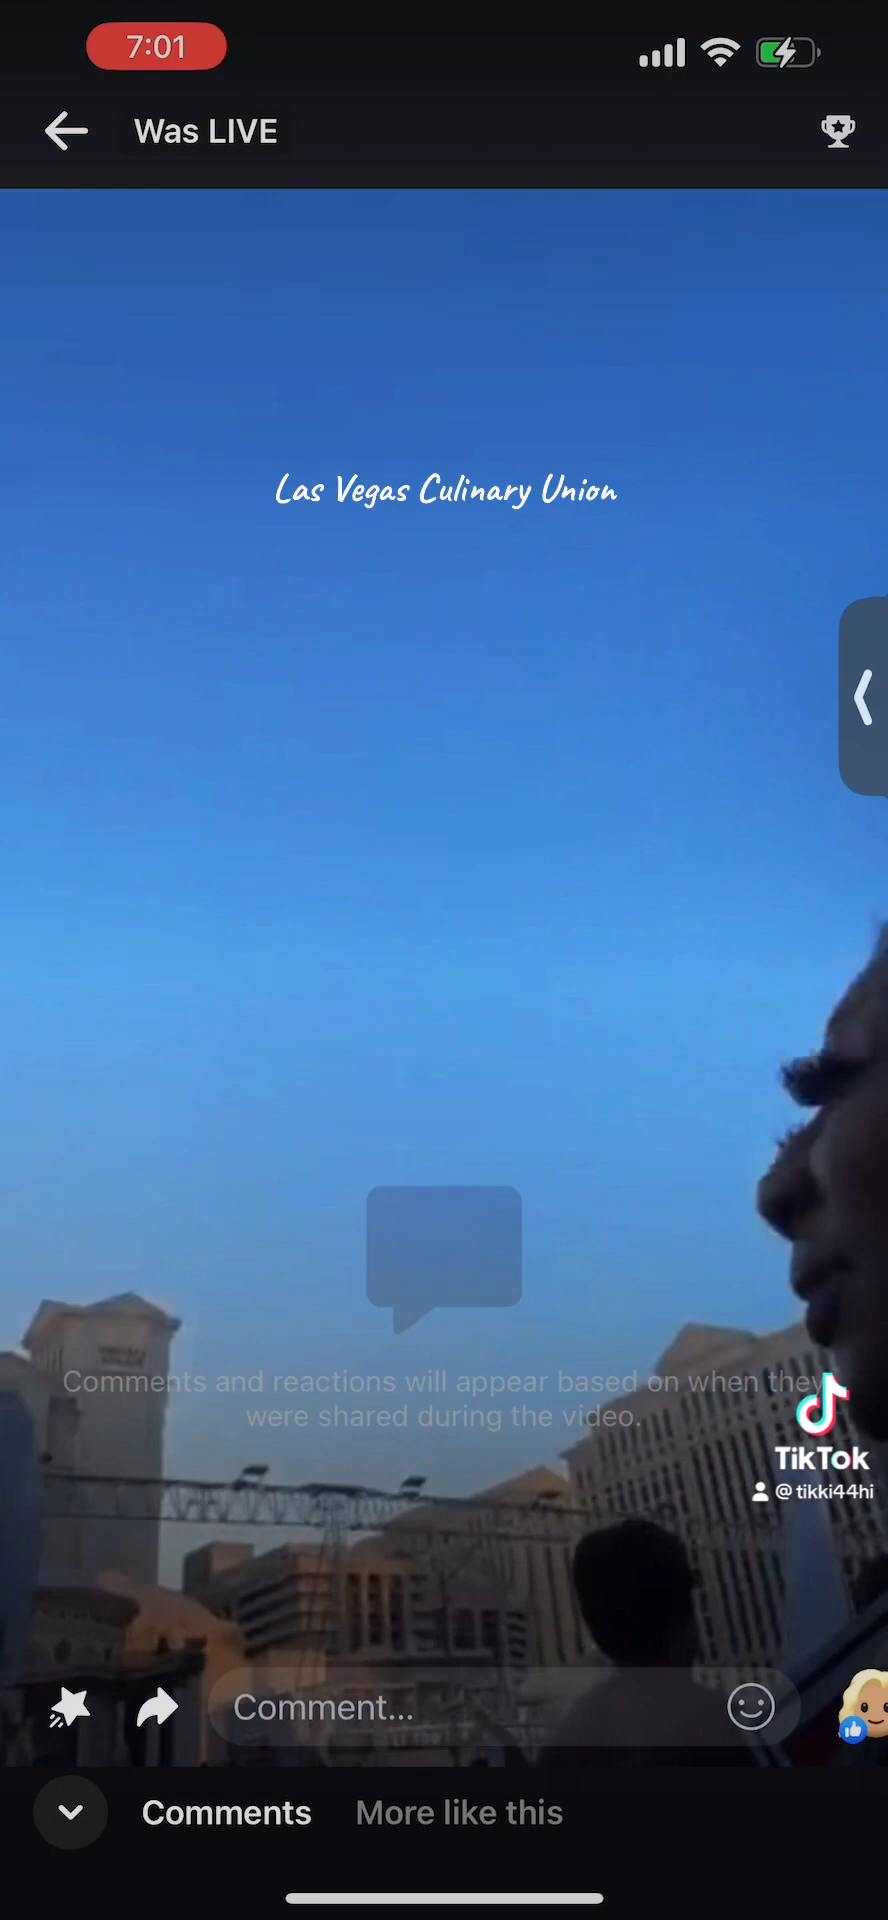 7:01
Was LIVE
Las Vegas Culinary Union
Comments and reactions will appear based on when they
were shared during the video.
TikTok
@tikki44hi
Comment...
Comments More like this